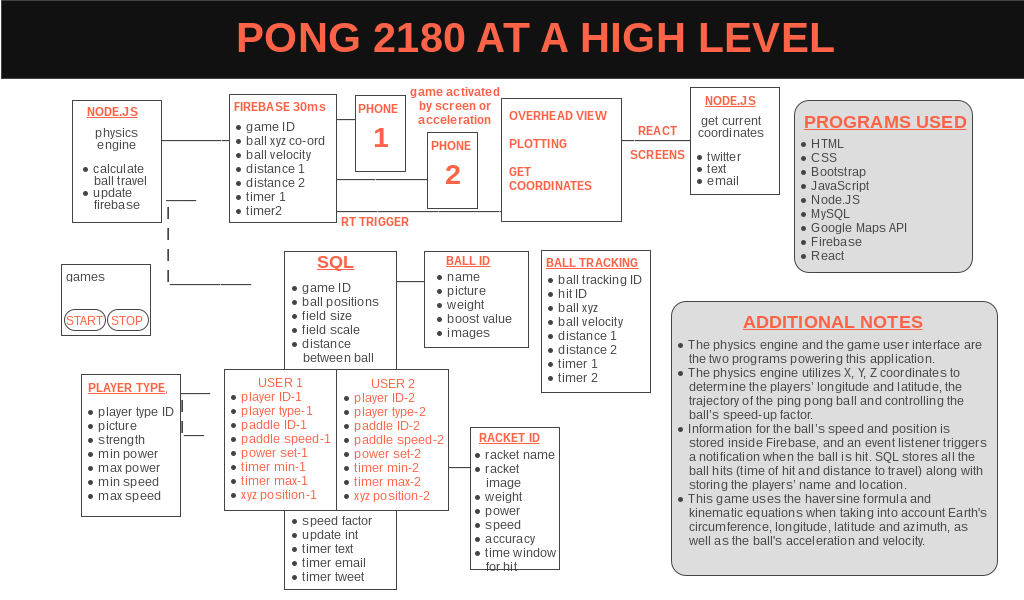 PONG 2180 AT A HIGH LEVEL
NODE.JS
physics
engine
calculate
ball travel
update
firebase
FIREBASE 30ms
game ID
ball xyz co-ord
ball velocity
distance 1
distance 2
timer 1
timer2
PHONE
1
game activated
by screen or
acceleration
PHONE
2
RT TRIGGER
OVERHEAD VIEW
PLOTTING
GET
COORDINATES
REACT
SCREENS
NODE.JS
get current
coordinates
twitter
text
email
PROGRAMS USED
HTML
CSS
Bootstrap
JavaScript
Node.JS
MySQL
Google Maps API
Firebase
React
games
START STOP
SQL
game ID
ball positions
field size
field scale
distance
between ball
BALL ID
name
picture
weight
boost value
images
BALL TRACKING
ball tracking ID
hit ID
ball xyz
ball velocity
distance 1
distance 2
timer 1
timer 2
PLAYER TYPE
player type ID
picture
strength
min power
max power
min speed
max speed
USER 1
player ID-1
player type-1
paddle ID-1
paddle speed-1
power set-1
timer min-1
timer max-1
xyz position-1
USER 2
player ID-2
player type-2
paddle ID-2
paddle speed-2
power set-2
timer min-2
timer max-2
xyz position-2
speed factor
update int
timer text
timer email
timer tweet
RACKET ID
racket name
racket
image
weight
power
speed
accuracy
time window
for hit
ADDITIONAL NOTES
The physics engine and the game user interface are
the two programs powering this application.
The physics engine utilizes X, Y, Z coordinates to
determine the players' longitude and latitude, the
trajectory of the ping pong ball and controlling the
ball's speed-up factor.
Information for the ball's speed and position is
stored inside Firebase, and an event listener triggers
a notification when the ball is hit. SQL stores all the
ball hits (time of hit and distance to travel) along with
storing the players' name and location.
This game uses the haversine formula and
kinematic equations when taking into account Earth's
circumference, longitude, latitude and azimuth, as
well as the ball's acceleration and velocity.